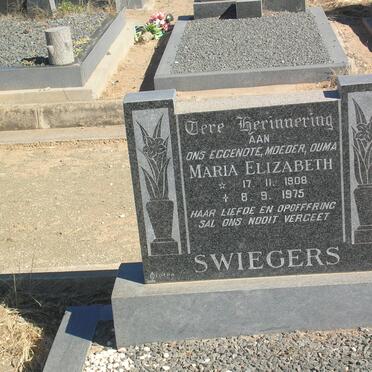 Tere Herinnering
AAN
ONS EGGENOTE, MOEDER, OUMA
MARIA ELIZABETH
☆ 17. 11. 1908
✝ 8. 9. 1975
HAAR LIEFDE EN OPOFFRING
SAL ONS NOOIT VERGEET
SWIEGERS